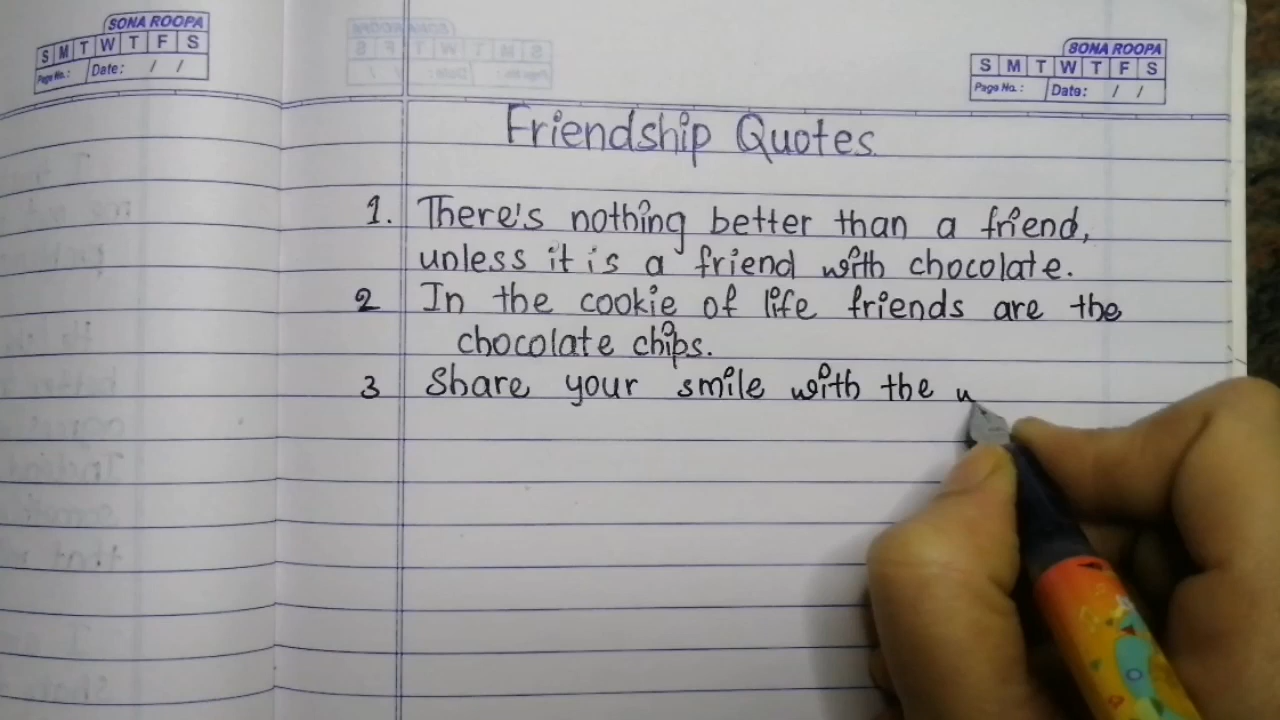 SONA ROOPA
S M T W T F S
Page No.: Date: / /
SONA ROOPA
S M T W T F S
Page No.: Date: / /
Friendship Quotes
1. There's nothing better than a friend,
unless it is a friend with chocolate.
2 In the cookie of life friends are the
chocolate chips.
3 Share your smile with the